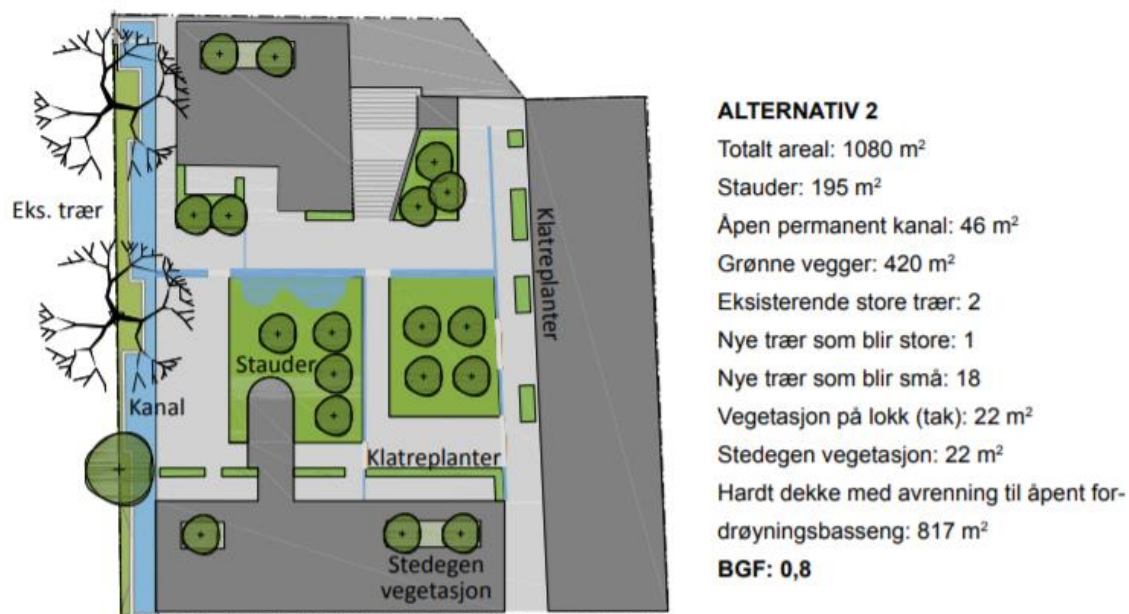 Eks. trær
Klatreplanter
Stauder
Kanal
Klatreplanter
Stedegen
vegetasjon
ALTERNATIV 2
Totalt areal: 1080 m²
Stauder: 195 m²
Åpen permanent kanal: 46 m²
Grønne vegger: 420 m²
Eksisterende store trær: 2
Nye trær som blir store: 1
Nye trær som blir små: 18
Vegetasjon på lokk (tak): 22 m²
Stedegen vegetasjon: 22 m²
Hardt dekke med avrenning til åpent for-
drøyningsbasseng: 817 m²
BGF: 0,8